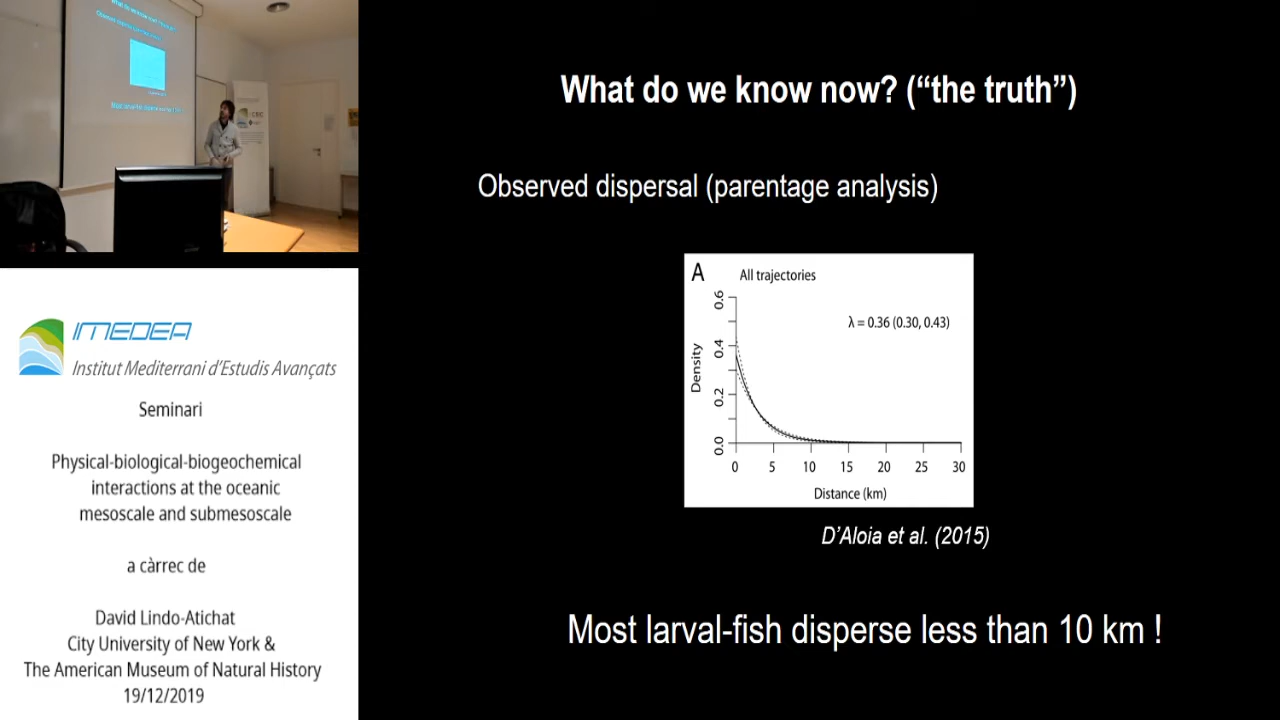 What do we know now? (“the truth”)
Observed dispersal (parentage analysis)
A
All trajectories
λ = 0.36 (0.30, 0.43)
Density
0.6
0.4
0.2
0.0
0 5 10 15 20 25 30
Distance (km)
D’Aloia et al. (2015)
Most larval-fish disperse less than 10 km !
IMEDEA
Institut Mediterrani d’Estudis Avançats
Seminari
Physical-biological-biogeochemical
interactions at the oceanic
mesoscale and submesoscale
a càrrec de
David Lindo-Atichat
City University of New York &
The American Museum of Natural History
19/12/2019